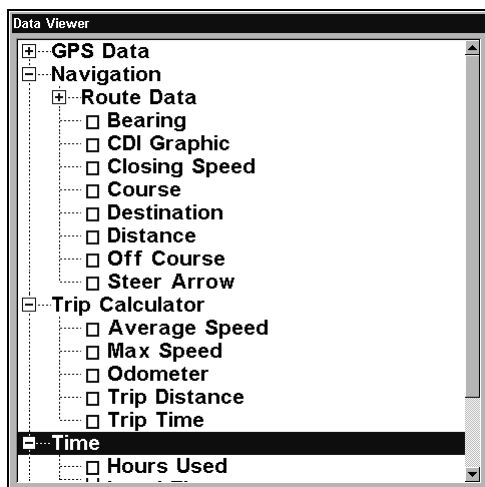 Data Viewer
GPS Data
Navigation
Route Data
Bearing
CDI Graphic
Closing Speed
Course
Destination
Distance
Off Course
Steer Arrow
Trip Calculator
Average Speed
Max Speed
Odometer
Trip Distance
Trip Time
Time
Hours Used